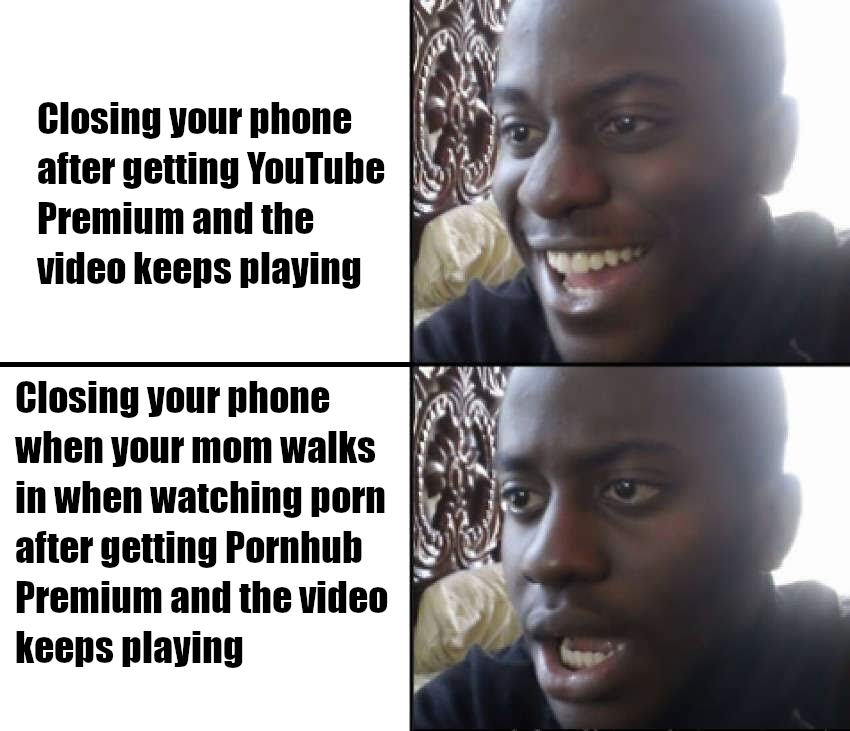 Closing your phone
after getting YouTube
Premium and the
video keeps playing
Closing your phone
when your mom walks
in when watching porn
after getting Pornhub
Premium and the video
keeps playing